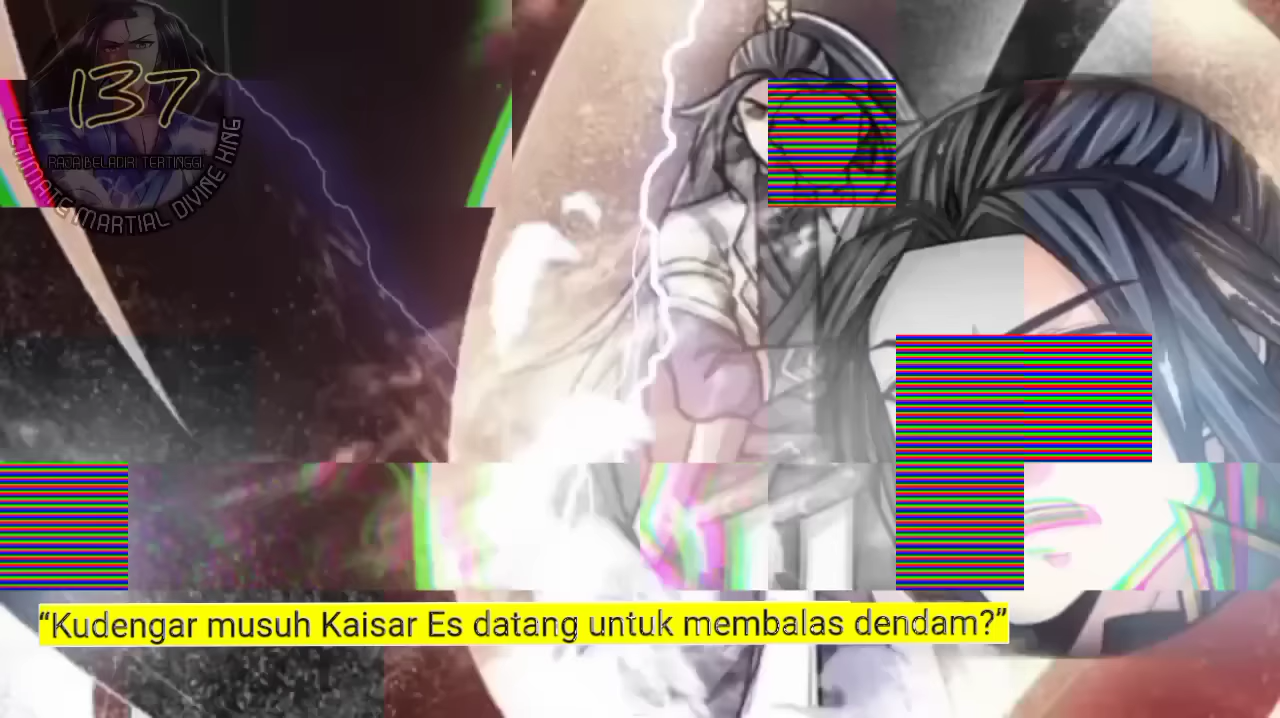 137
RAJA BELADIRI TERTINGGI
ULTIMATE MARTIAL DIVINE KING
“Kudengar musuh Kaisar Es datang untuk membalas dendam?”